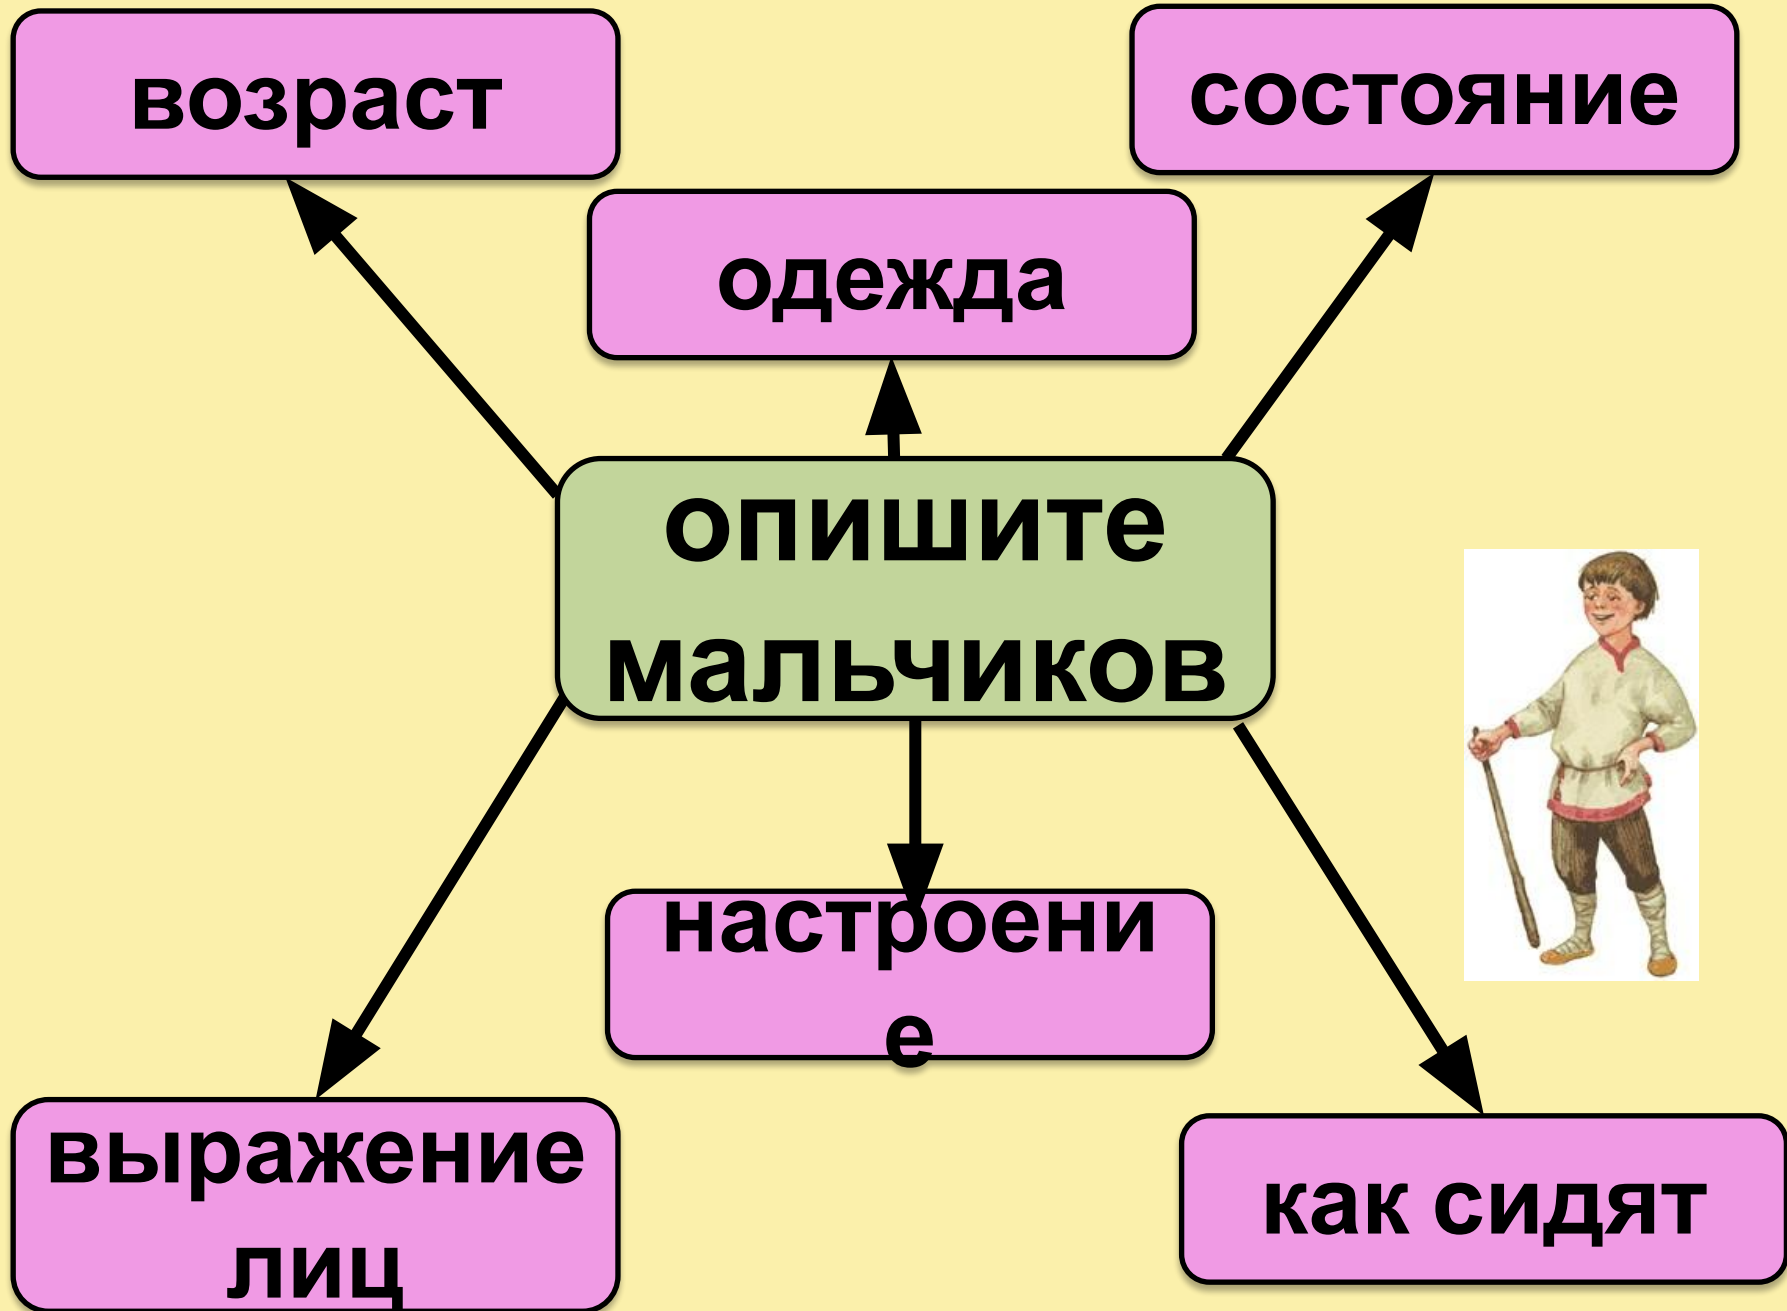 возраст
состояние
одежда
опишите
мальчиков
настроени
е
выражение
лиц
как сидят